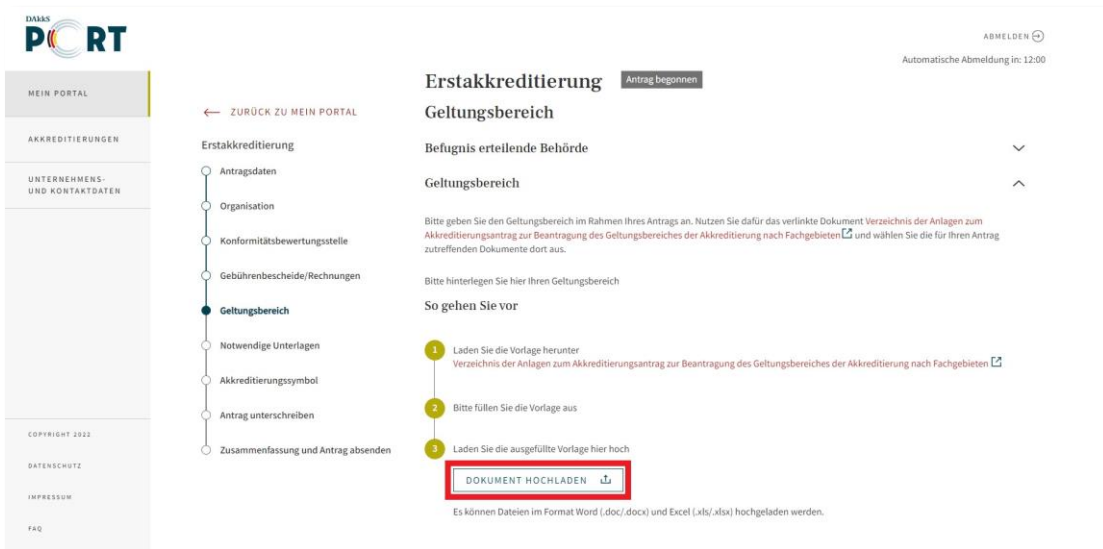 DAkkS
PORT
ABMELDEN
Automatische Abmeldung in: 12:00
MEIN PORTAL
AKKREDITIERUNGEN
UNTERNEHMENS-
UND KONTAKTDATEN
COPYRIGHT 2022
DATENSCHUTZ
IMPRESSUM
FAQ
ZURÜCK ZU MEIN PORTAL
Erstakkreditierung
Antragsdaten
Organisation
Konformitätsbewertungsstelle
Gebührenbescheide/Rechnungen
Geltungsbereich
Notwendige Unterlagen
Akkreditierungssymbol
Antrag unterschreiben
Zusammenfassung und Antrag absenden
Erstakkreditierung Antrag begonnen
Geltungsbereich
Befugnis erteilende Behörde
Geltungsbereich
Bitte geben Sie den Geltungsbereich im Rahmen Ihres Antrags an. Nutzen Sie dafür das verlinkte Dokument Verzeichnis der Anlagen zum
Akkreditierungsantrag zur Beantragung des Geltungsbereiches der Akkreditierung nach Fachgebieten und wählen Sie die für Ihren Antrag
zutreffenden Dokumente dort aus.
Bitte hinterlegen Sie hier Ihren Geltungsbereich
So gehen Sie vor
1 Laden Sie die Vorlage herunter
Verzeichnis der Anlagen zum Akkreditierungsantrag zur Beantragung des Geltungsbereiches der Akkreditierung nach Fachgebieten
2 Bitte füllen Sie die Vorlage aus
3 Laden Sie die ausgefüllte Vorlage hier hoch
DOKUMENT HOCHLADEN
Es können Dateien im Format Word (.doc/.docx) und Excel (.xls/.xlsx) hochgeladen werden.